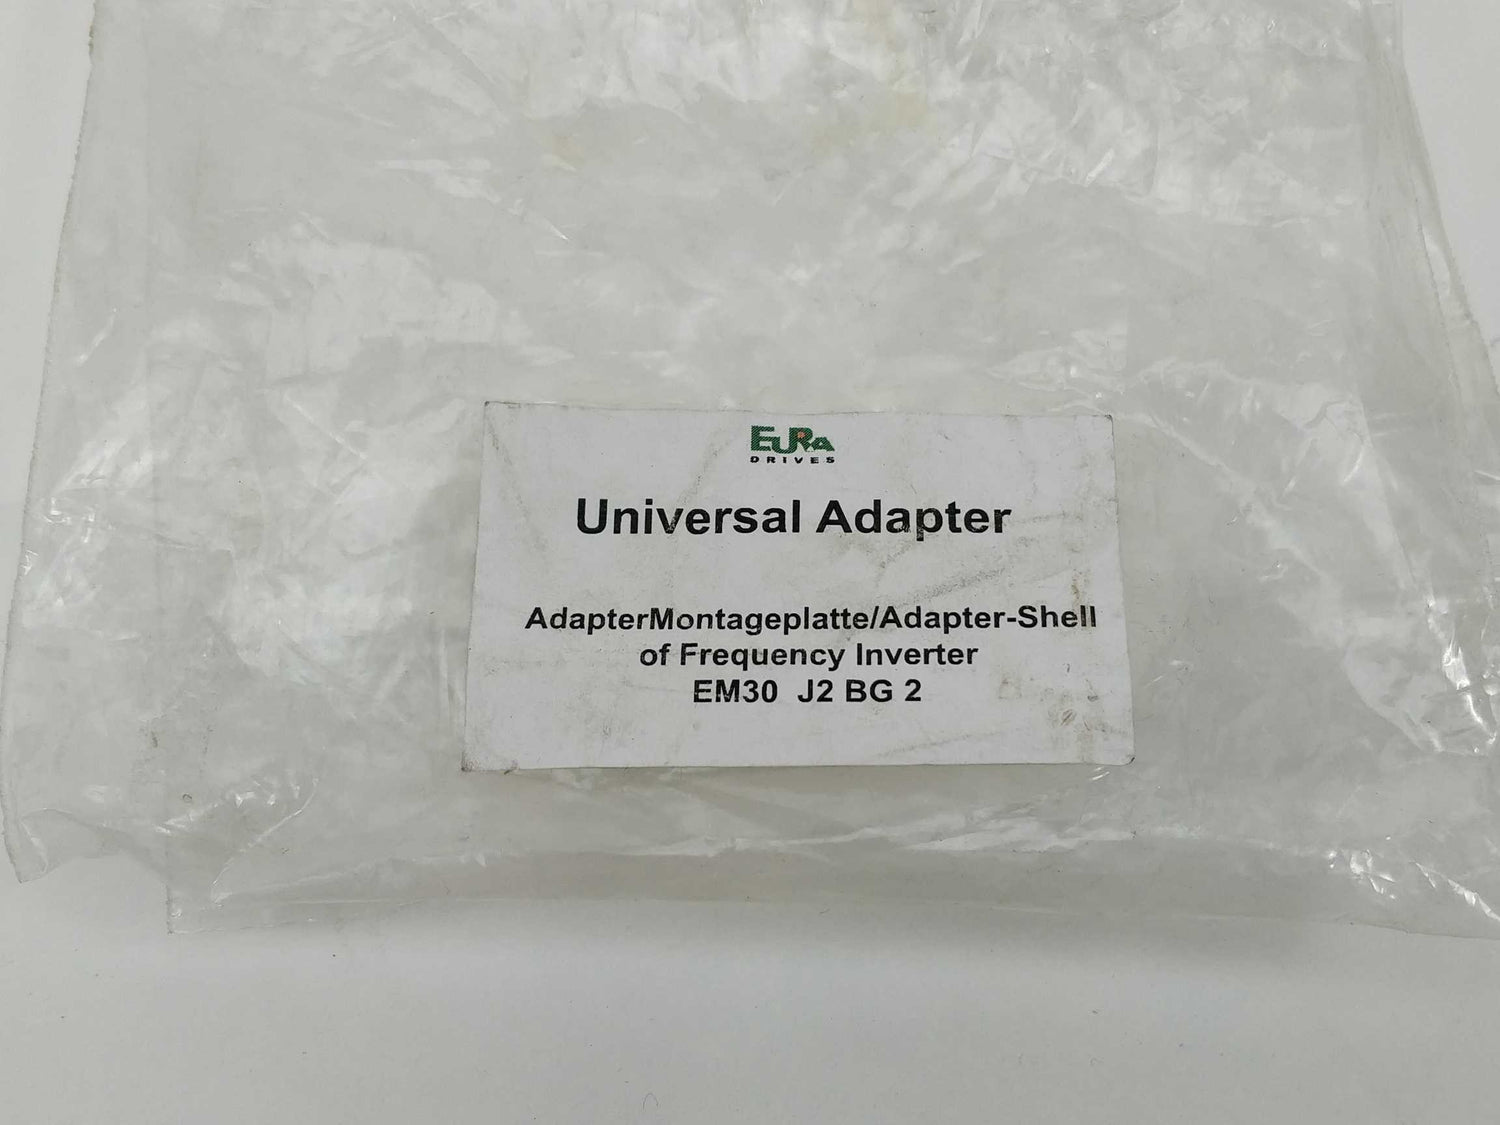 EURA
DRIVES
Universal Adapter
AdapterMontageplatte/Adapter-Shell
of Frequency Inverter
EM30 J2 BG 2